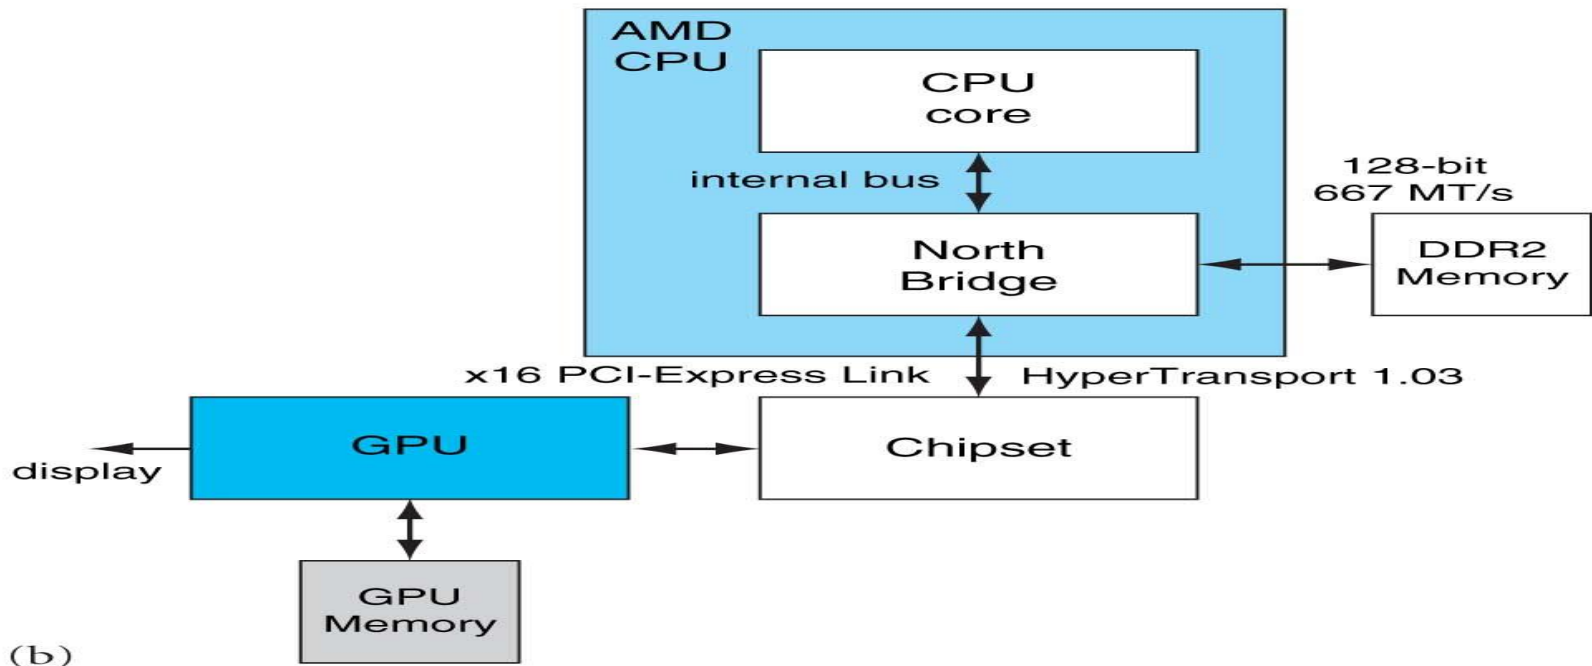 AMD
CPU
CPU
core
internal bus
128-bit
667 MT/s
North
Bridge
DDR2
Memory
x16 PCI-Express Link
HyperTransport 1.03
GPU
Chipset
display
GPU
Memory
(b)